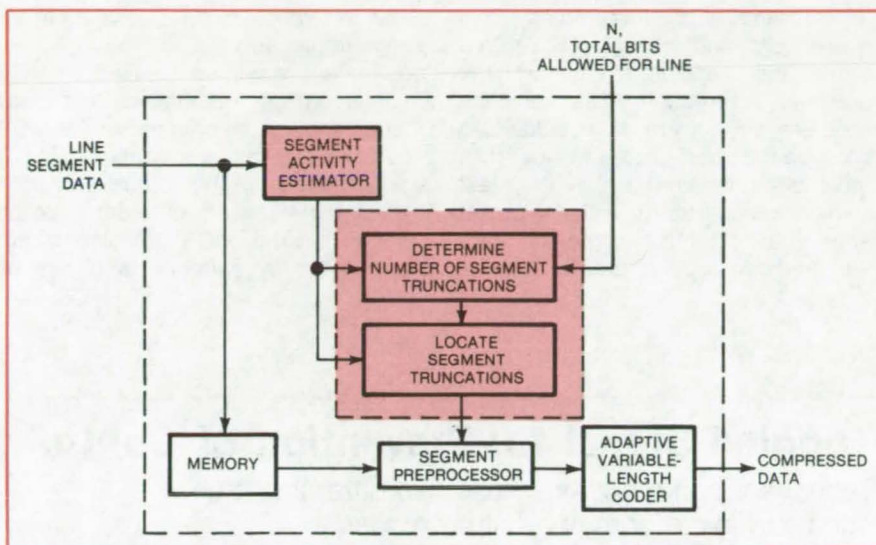 N,
TOTAL BITS
ALLOWED FOR LINE
LINE
SEGMENT
DATA
SEGMENT
ACTIVITY
ESTIMATOR
DETERMINE
NUMBER OF SEGMENT
TRUNCATIONS
LOCATE
SEGMENT
TRUNCATIONS
MEMORY
SEGMENT
PREPROCESSOR
ADAPTIVE
VARIABLE-
LENGTH
CODER
COMPRESSED
DATA